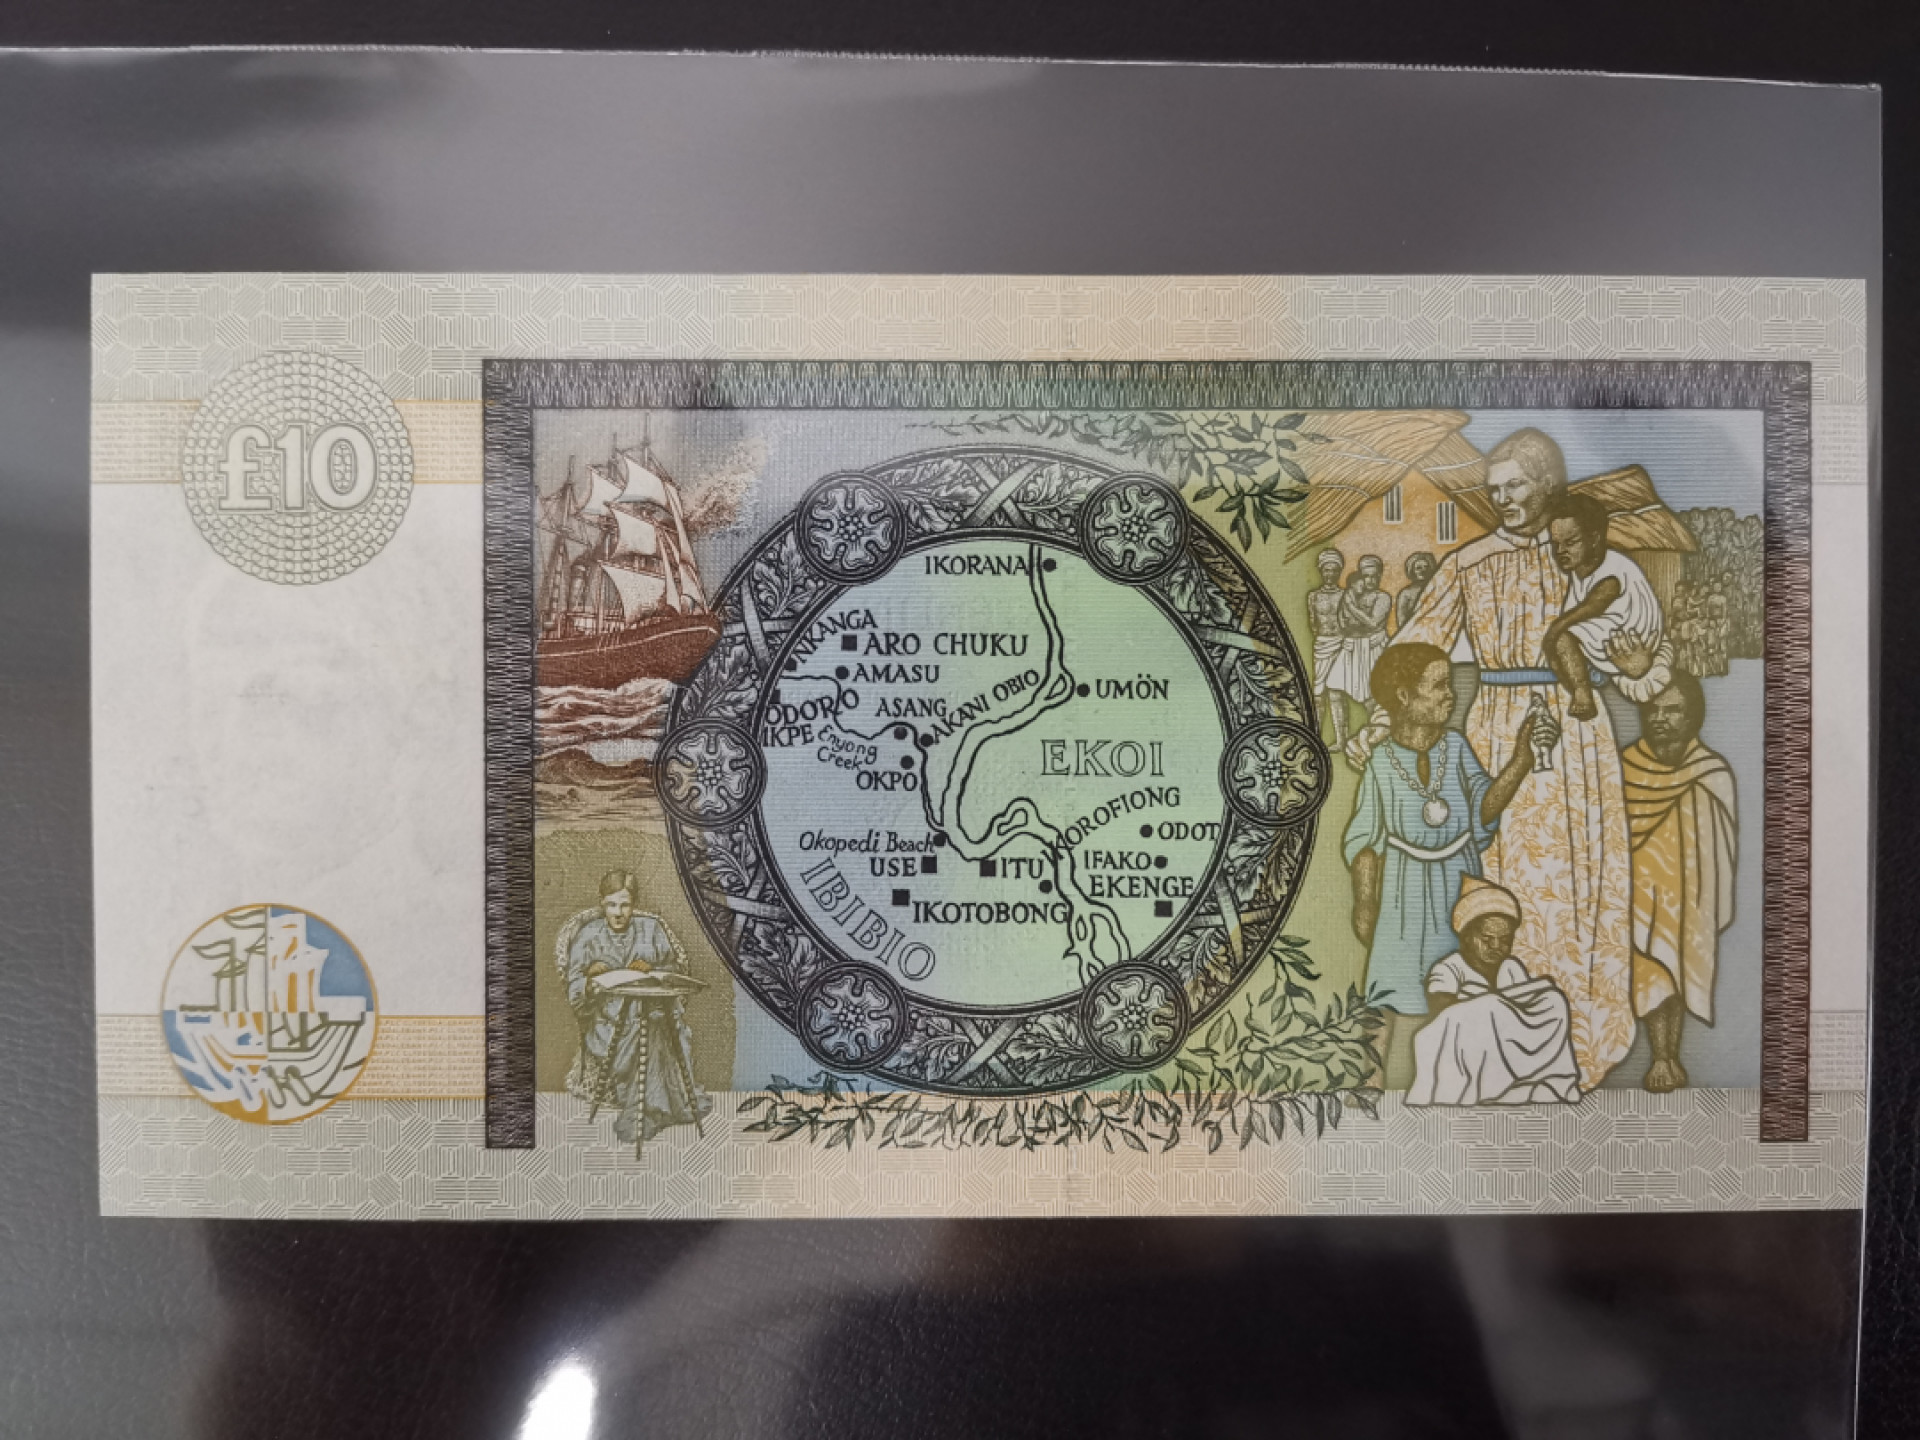 £10
IKORANA
NKANGA
ARO CHUKU
AMASU
UMÖN
ODORO
IKPE
ASANG
AKANI OBIO
Enyong
Creek
OKPO
EKOI
IKOROFIONG
Okopedi Beach
ODOT
USE
ITU
IFAKO
EKENGE
IKOTOBONG
IBIBIO